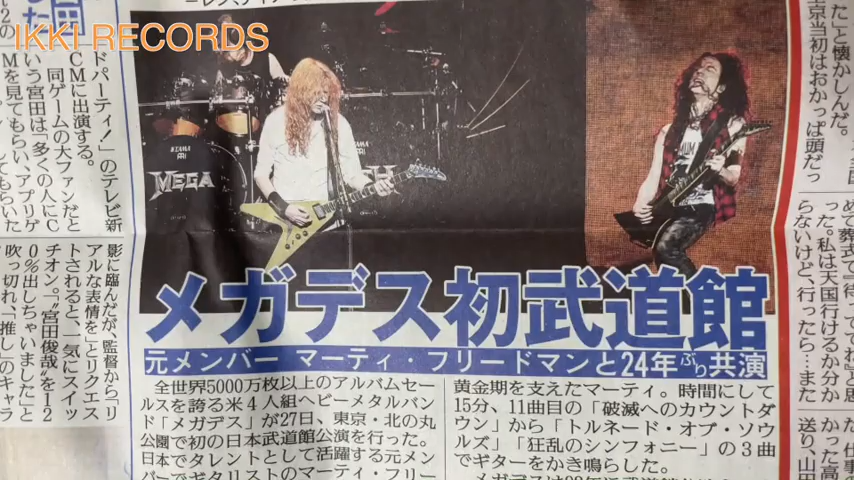 IKKI RECORDS
メガデス初武道館
元メンバー マーティ・フリードマンと24年ぶり共演
全世界5000万枚以上のアルバムセー
ルスを誇る米4人組ヘビーメタルバン
ド「メガデス」が27日、東京・北の丸
公園で初の日本武道館公演を行った。
日本でタレントとして活躍する元メン
バーでギタリストのマーティ・フリー
黄金期を支えたマーティ。時間にして
15分、11曲目の「破滅へのカウントダ
ウン」から「トルネード・オブ・ソウ
ルズ」「狂乱のシンフォニー」の3曲
でギターをかき鳴らした。
MEGA
TAMA
TAMA
た」と懐かしんだ。
京当初はおかっぱ頭だっ
めて葬式で『待っててね』と思
った。私は天国行けるか分か
らないけど、行ったら…また
ドパーティ！」のテレビ新
CMに出演する。
同ゲームの大ファンだと
いう宮田は「多くの人にC
Mを見てもらい、アプリゲ
影に臨んだが、監督から「リ
アルな表情を」とリクエス
トされると、一気にスイッ
チオン。「〝宮田俊哉〟を12
0％出しちゃいました」と
吹っ切れ、「推し」のキャラ